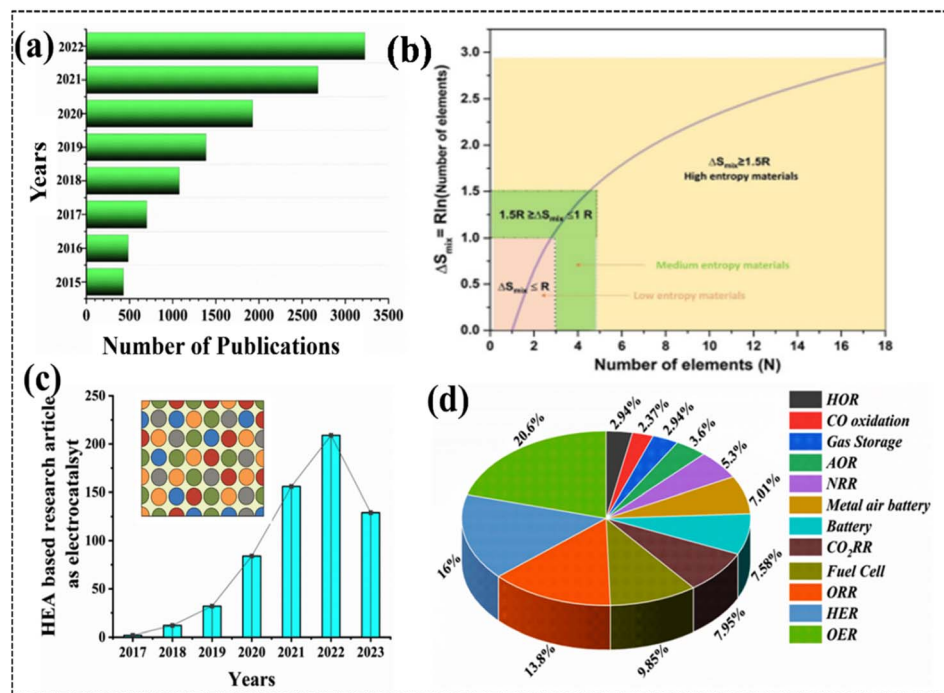 (a)
2022
2021
2020
2019
2018
2017
2016
2015
Years
0 500 1000 1500 2000 2500 3000 3500
Number of Publications
(b)
3.0
2.5
2.0
1.5
1.0
0.5
0.0
ΔSmix= Rln(Number of elements)
ΔSmix≥1.5R
High entropy materials
1.5R ≥ΔSmix ≤1 R
Medium entropy materials
ΔSmix ≤ R
Low entropy materials
0 2 4 6 8 10 12 14 16 18
Number of elements (N)
(c)
HEA based research article
as electrocatalsy
250
200
150
100
50
0
2017 2018 2019 2020 2021 2022 2023
Years
(d)
20.6%
2.94%
2.37%
2.94%
3.6%
5.3%
7.01%
7.58%
7.95%
9.85%
13.8%
16%
HOR
CO oxidation
Gas Storage
AOR
NRR
Metal air battery
Battery
CO₂RR
Fuel Cell
ORR
HER
OER